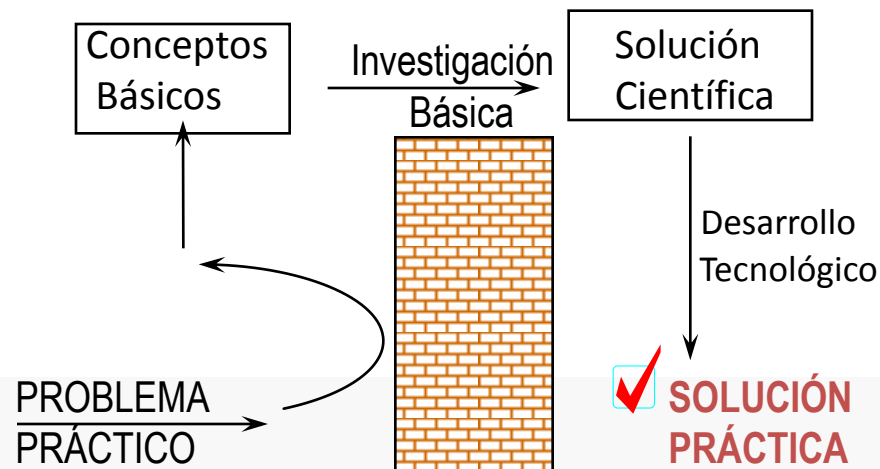 Conceptos
Básicos
Investigación
Básica
Solución
Científica
Desarrollo
Tecnológico
PROBLEMA
PRÁCTICO
SOLUCIÓN
PRÁCTICA